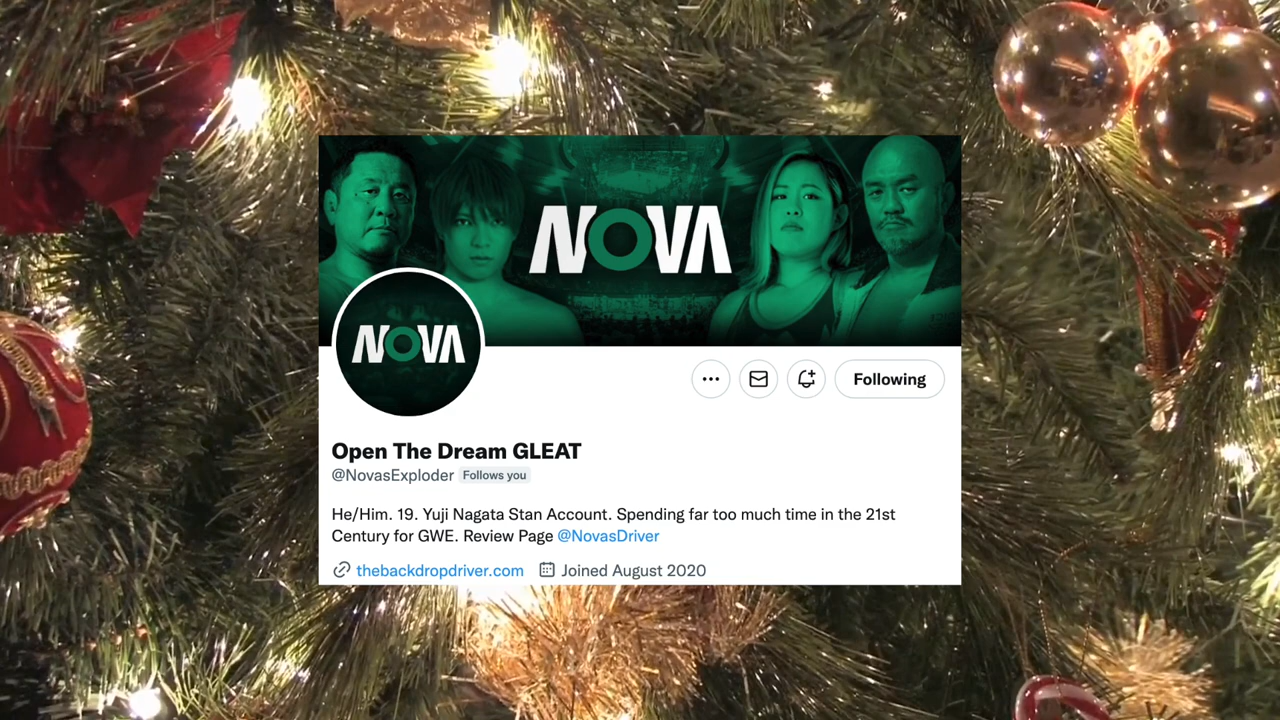 NOVA
NOVA
Following
Open The Dream GLEAT
@NovasExploder Follows you
He/Him. 19. Yuji Nagata Stan Account. Spending far too much time in the 21st
Century for GWE. Review Page @NovasDriver
thebackdropdriver.com Joined August 2020